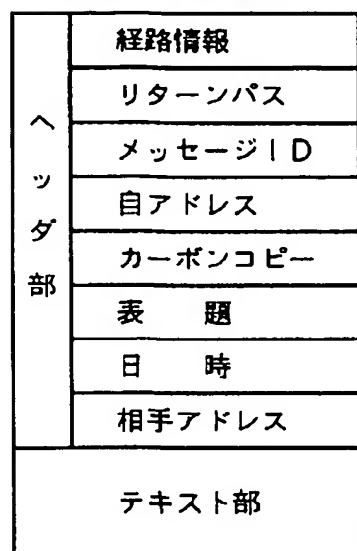 ヘッダ部
経路情報
リターンパス
メッセージID
自アドレス
カーボンコピー
表 題
日 時
相手アドレス
テキスト部